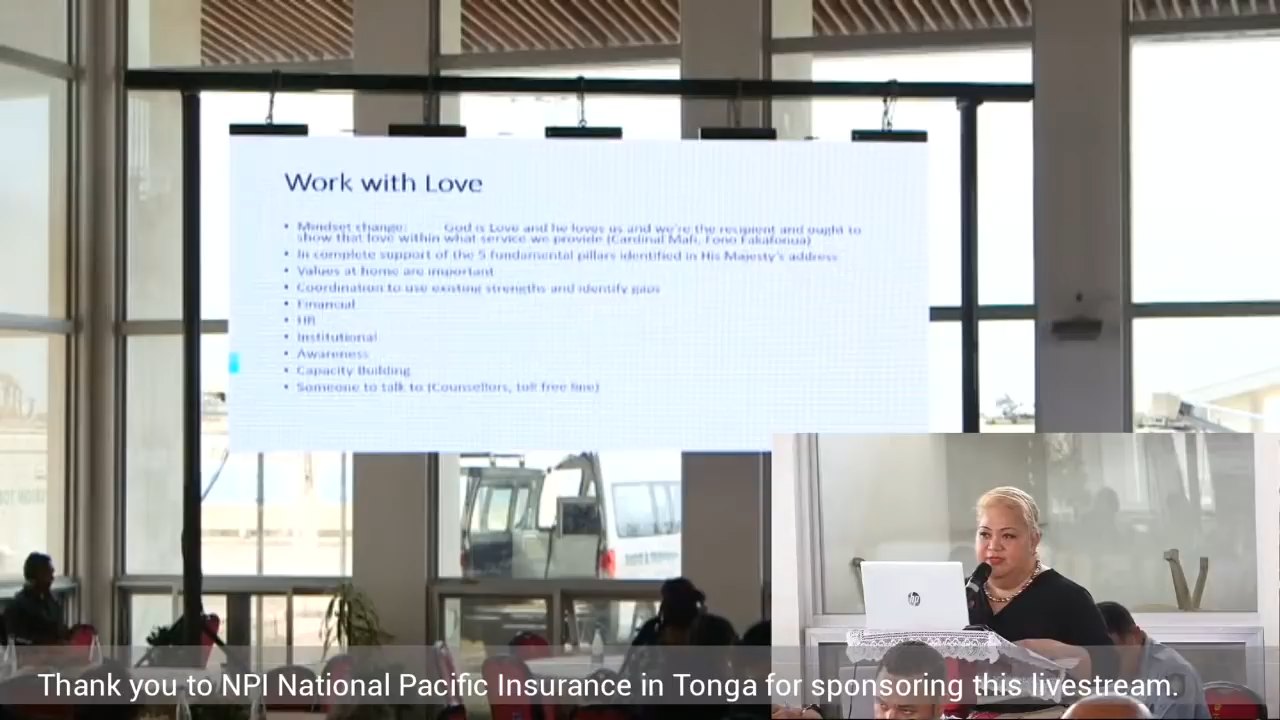 Work with Love
• Mindset change: God is Love and he loves us and we're the recipient and ought to
show that love within what service we provide (Cardinal Mafi, Fono Fakafonua)
• In complete support of the 5 fundamental pillars identified in His Majesty's address
• Values at home are important
• Coordination to use existing strengths and identify gaps
• Financial
• HR
• Institutional
• Awareness
• Capacity Building
• Someone to talk to (Counsellors, toll free line)
hp
Thank you to NPI National Pacific Insurance in Tonga for sponsoring this livestream.